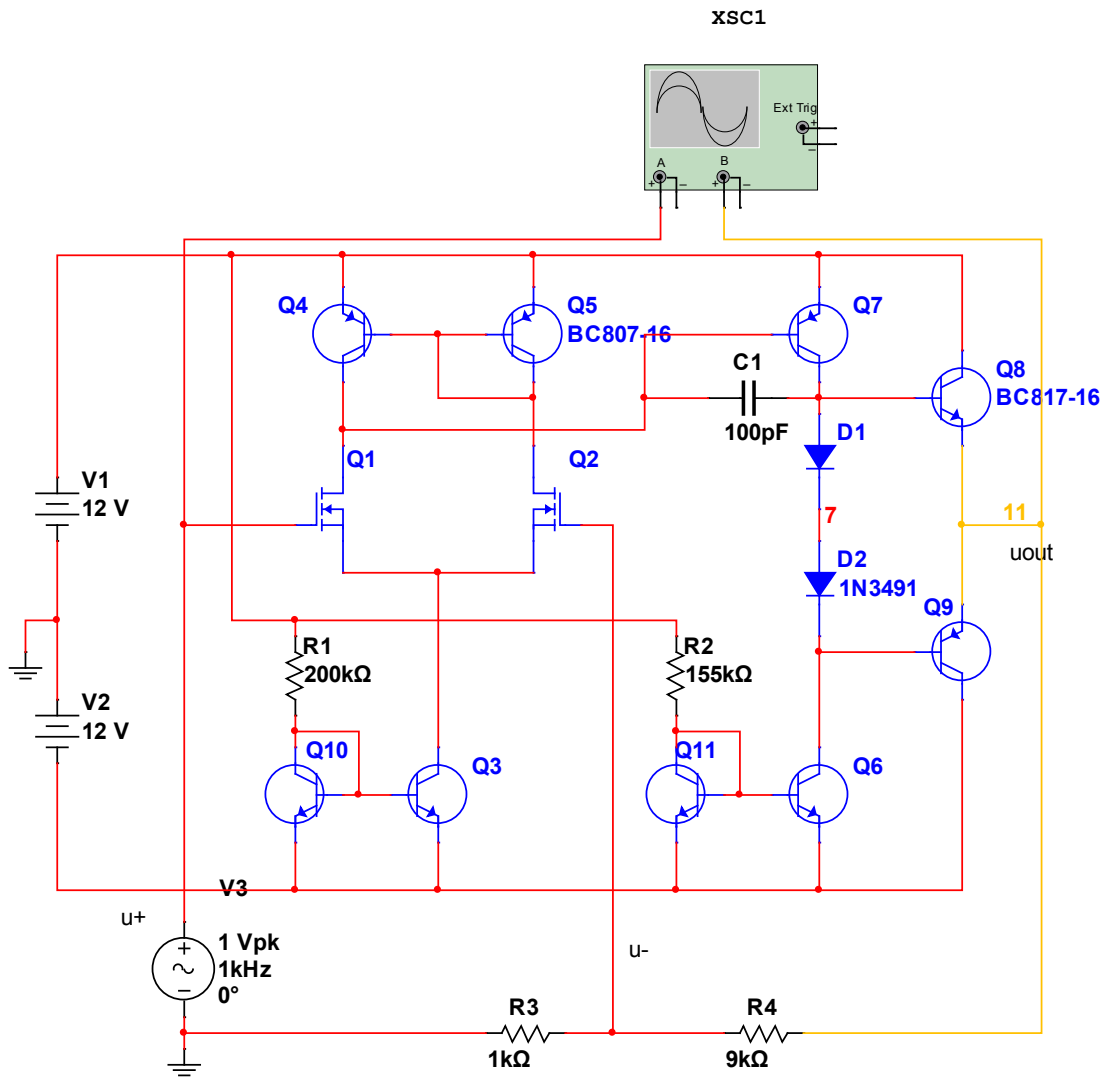 XSC1
Ext Trig
+
–
A
B
+
–
+
–
Q4
Q5
BC807-16
Q7
C1
100pF
Q8
BC817-16
Q1
Q2
D1
V1
12 V
7
11
uout
D2
1N3491
Q9
R1
200kΩ
R2
155kΩ
V2
12 V
Q10
Q3
Q11
Q6
V3
u+
+
–
1 Vpk
1kHz
0°
u-
R3
1kΩ
R4
9kΩ